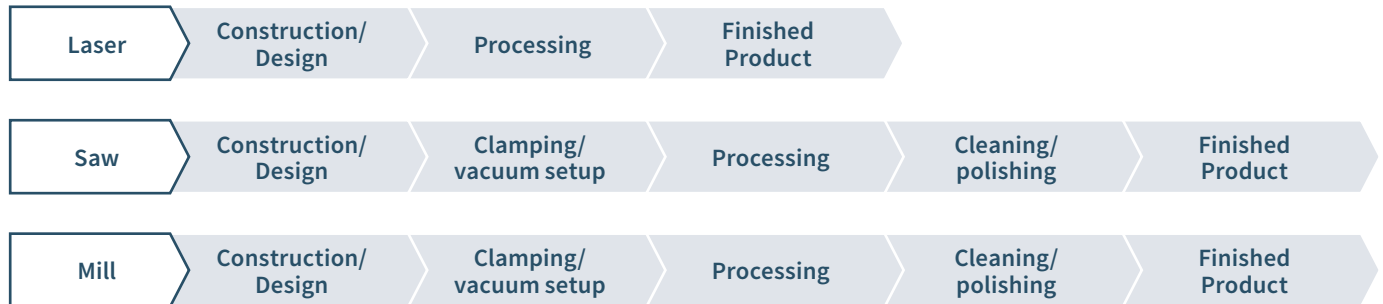 Laser
Construction/
Design
Processing
Finished
Product
Saw
Construction/
Design
Clamping/
vacuum setup
Processing
Cleaning/
polishing
Finished
Product
Mill
Construction/
Design
Clamping/
vacuum setup
Processing
Cleaning/
polishing
Finished
Product